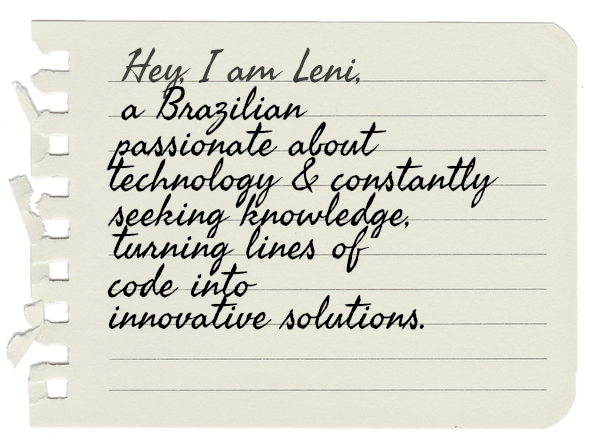 Hey, I am Leni,
a Brazilian
passionate about
technology & constantly
seeking knowledge,
turning lines of
code into
innovative solutions.